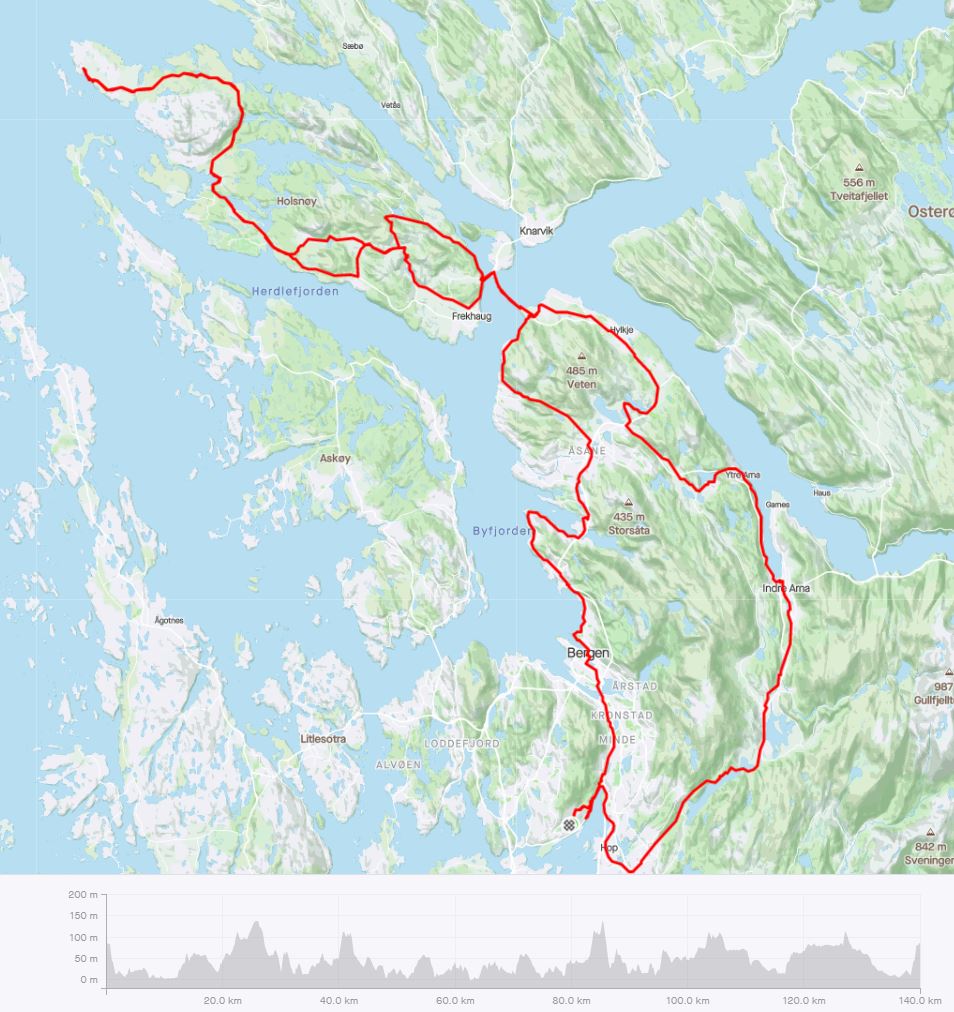 Sæbø
Vetås
556 m
Tveitafjellet
Holsnøy
Osterø
Knarvik
Herdlefjorden
Frekhaug
Hylkje
485 m
Veten
ÅSANE
Askøy
Ytre Arna
Haus
Garnes
435 m
Storsåta
Byfjorden
Indre Arna
Ågotnes
Bergen
987
Gullfjellt
ÅRSTAD
KRONSTAD
MINDE
Litlesotra
LODDEFJORD
ALVØEN
Hop
842 m
Sveninger
200 m
150 m
100 m
50 m
0 m
20.0 km 40.0 km 60.0 km 80.0 km 100.0 km 120.0 km 140.0 km